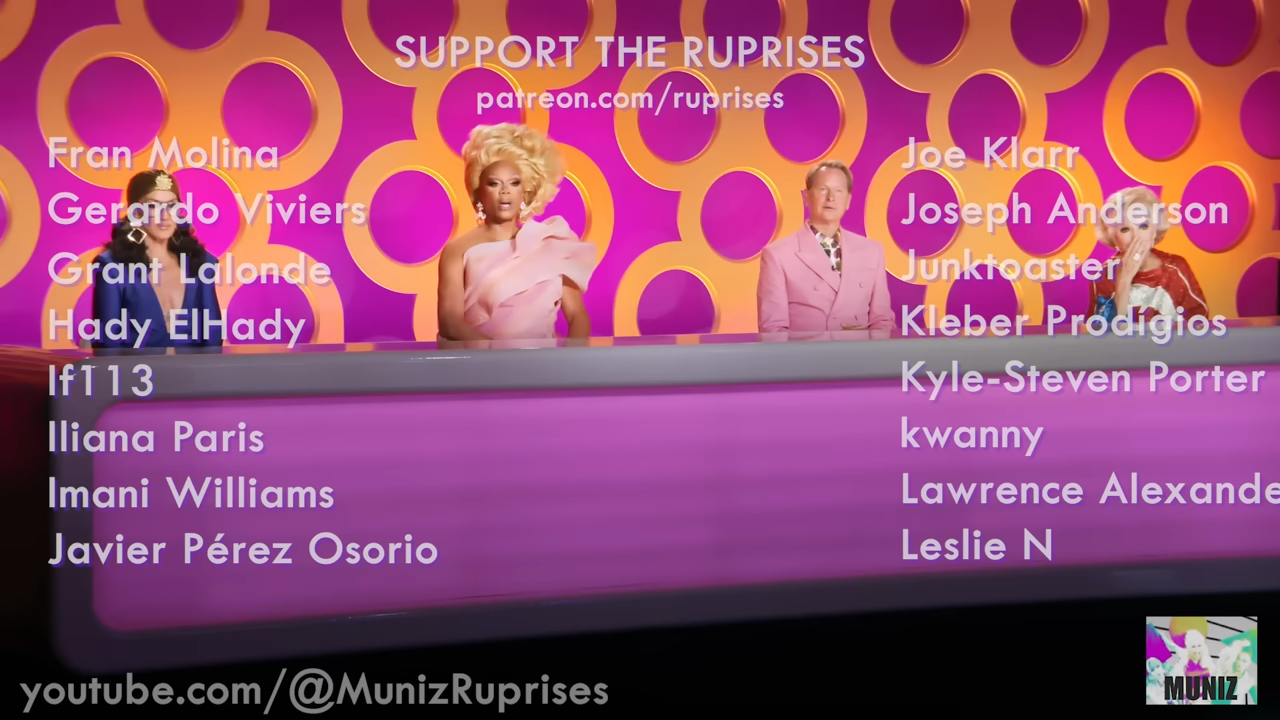 SUPPORT THE RUPRISES
patreon.com/ruprises
Fran Molina
Gerardo Viviers
Grant Lalonde
Hady ElHady
If113
Iliana Paris
Imani Williams
Javier Pérez Osorio
Joe Klarr
Joseph Anderson
Junktoaster
Kleber Prodígios
Kyle-Steven Porter
kwanny
Lawrence Alexande
Leslie N
youtube.com/@MunizRuprises
MUNIZ